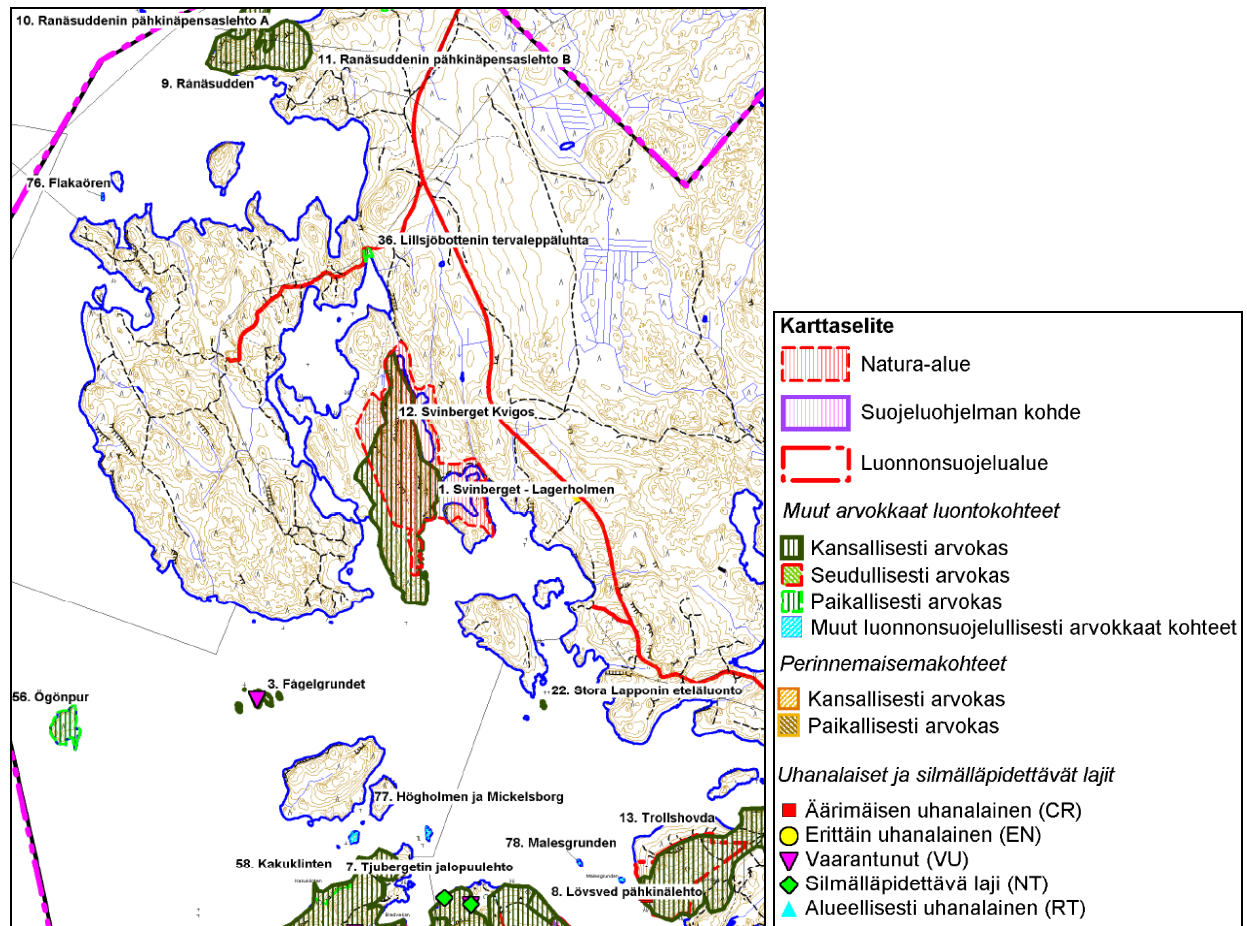 10. Ranäsuddenin pähkinäpensaslehto A
11. Ranäsuddenin pähkinäpensaslehto B
9. Ränäsudden
76. Flakaören
36. Lillsjöbottenin tervaleppäluhta
12. Svinberget Kvigos
1. Svinberget - Lagerholmen
3. Fågelgrundet
22. Stora Lapponin eteläluonto
56. Ögönpur
77. Högholmen ja Mickelsborg
13. Trollshovda
78. Malesgrunden
58. Kakuklinten
7. Tjubergetin jalopuulehto
8. Lövsved pähkinälehto
Karttaselite
Natura-alue
Suojeluohjelman kohde
Luonnonsuojelualue
Muut arvokkaat luontokohteet
Kansallisesti arvokas
Seudullisesti arvokas
Paikallisesti arvokas
Muut luonnonsuojelullisesti arvokkaat kohteet
Perinnemaisemakohteet
Kansallisesti arvokas
Paikallisesti arvokas
Uhanalaiset ja silmälläpidettävät lajit
Äärimäisen uhanalainen (CR)
Erittäin uhanalainen (EN)
Vaarantunut (VU)
Silmälläpidettävä laji (NT)
Alueellisesti uhanalainen (RT)